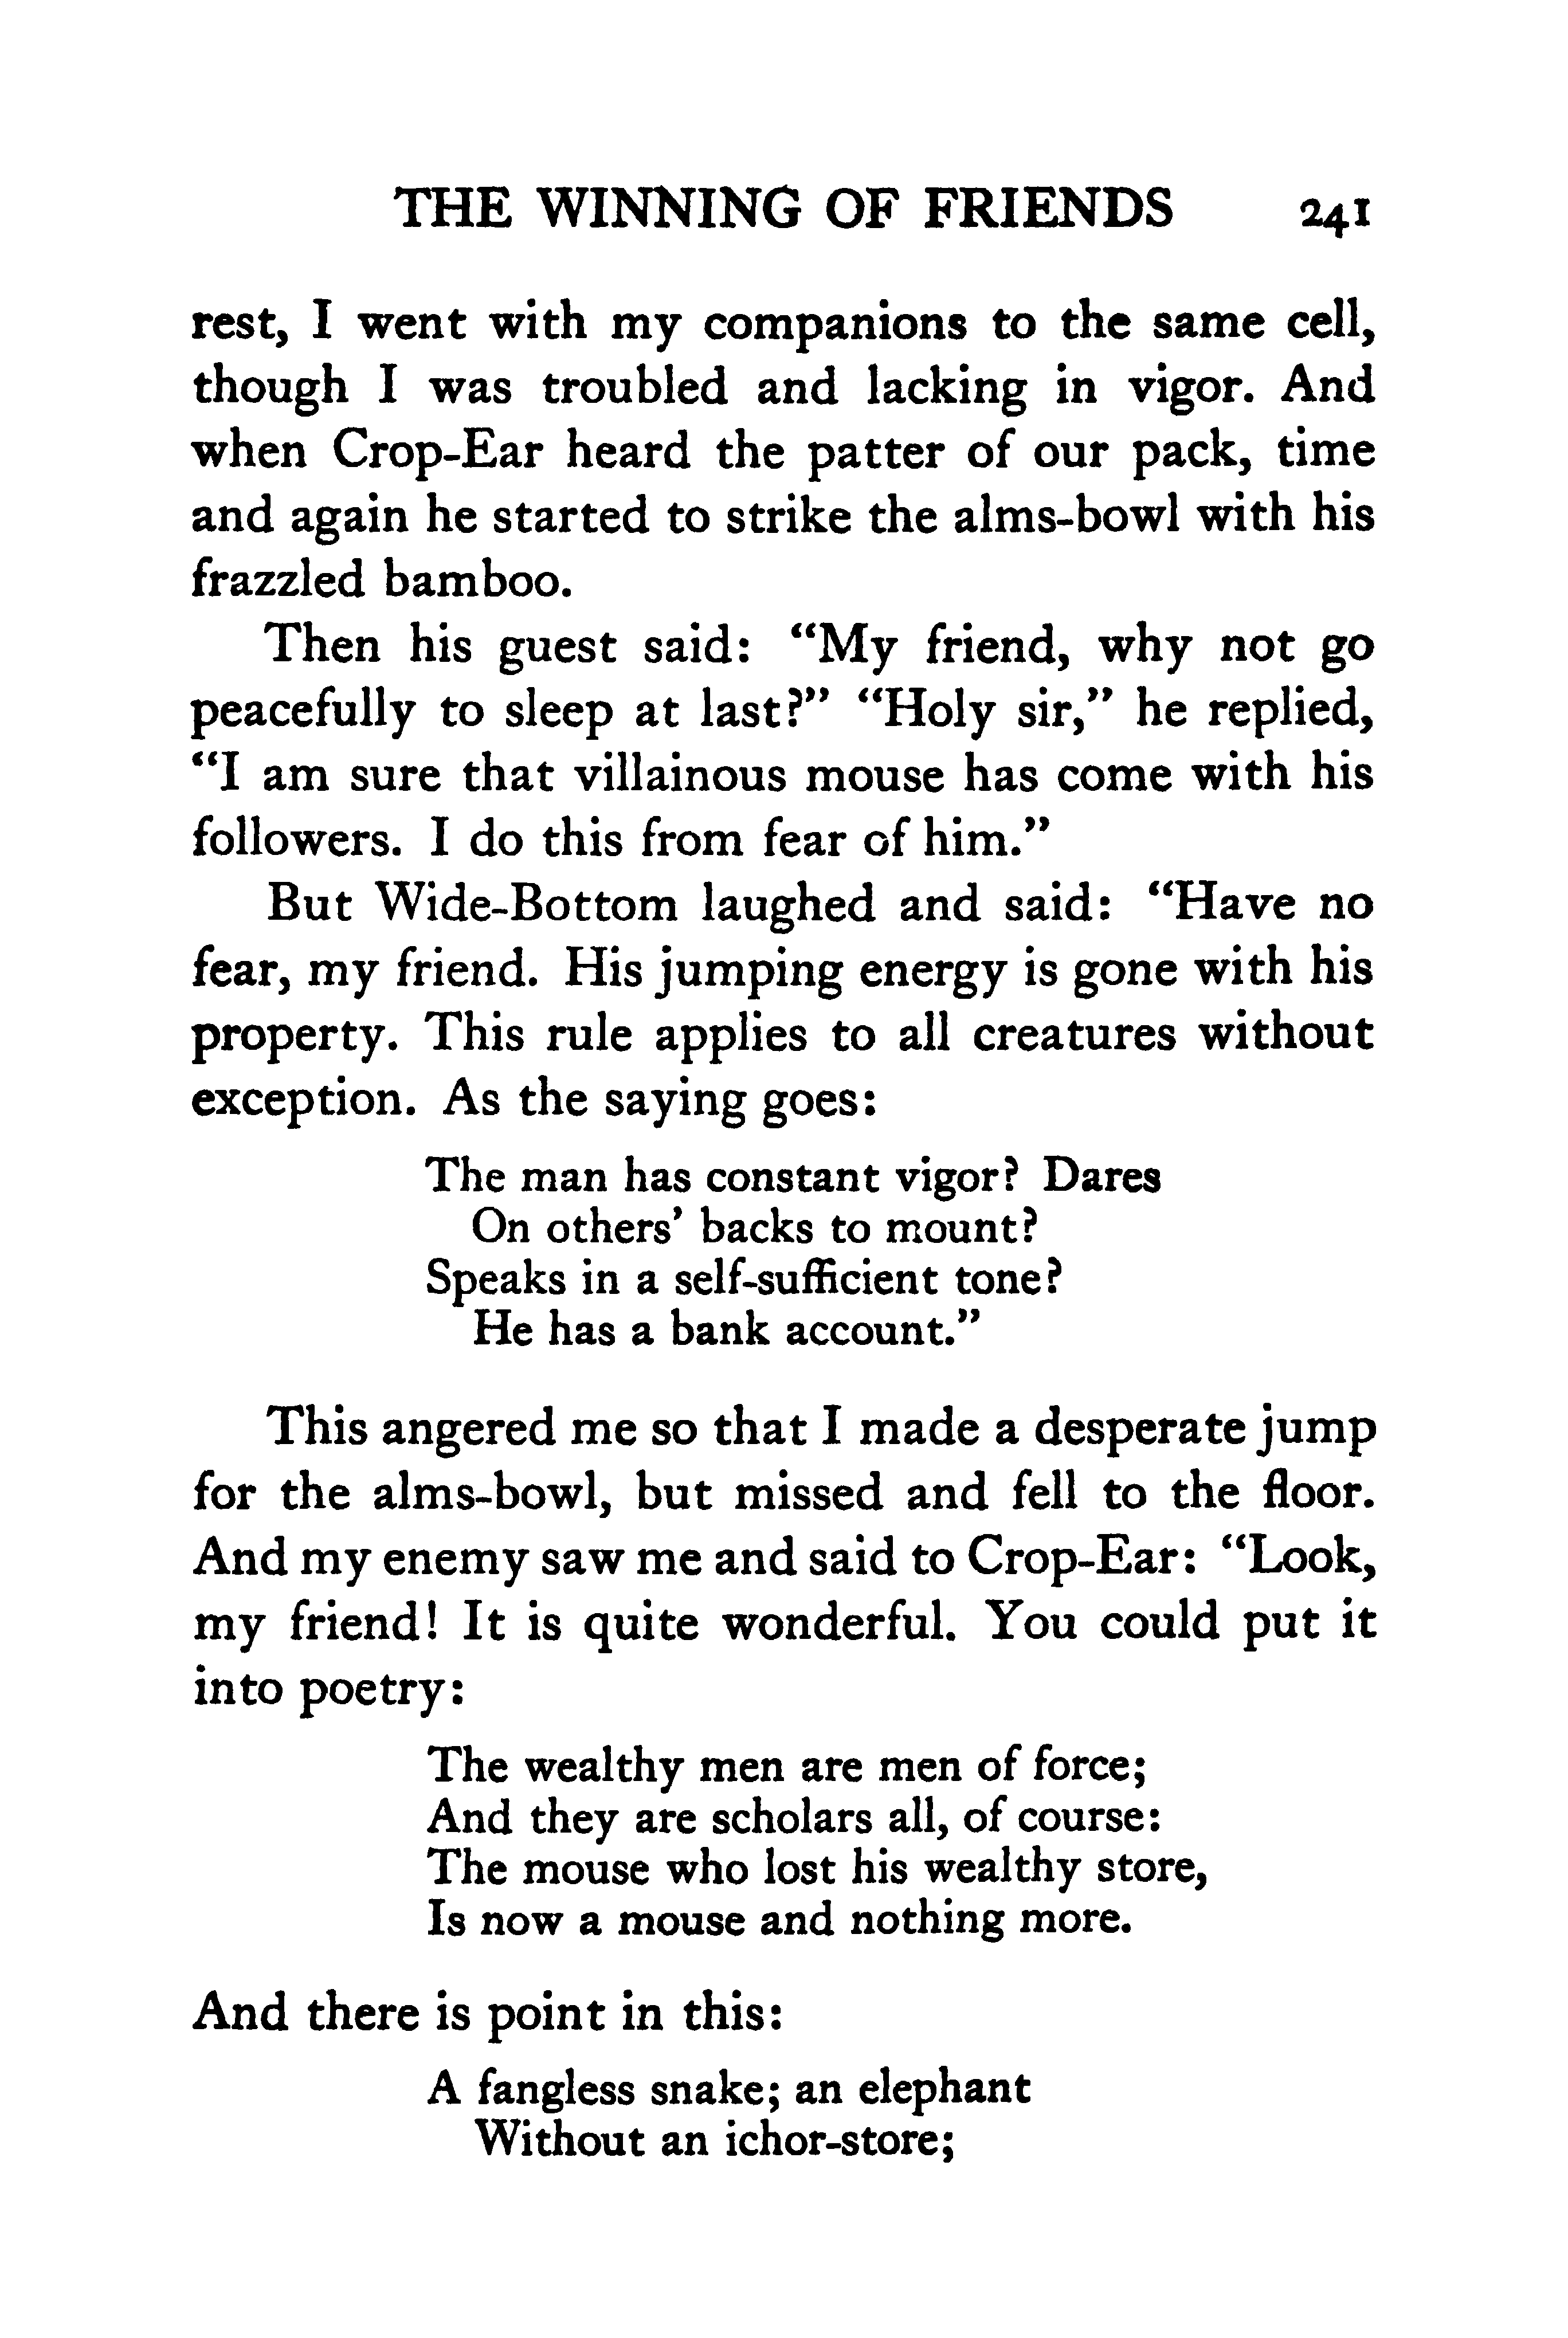 THE WINNING OF FRIENDS 241
rest, I went with my companions to the same cell,
though I was troubled and lacking in vigor. And
when Crop-Ear heard the patter of our pack, time
and again he started to strike the alms-bowl with his
frazzled bamboo.
Then his guest said: “My friend, why not go
peacefully to sleep at last?” “Holy sir,” he replied,
“I am sure that villainous mouse has come with his
followers. I do this from fear of him.”
But Wide-Bottom laughed and said: “Have no
fear, my friend. His jumping energy is gone with his
property. This rule applies to all creatures without
exception. As the saying goes:
The man has constant vigor? Dares
On others’ backs to mount?
Speaks in a self-sufficient tone?
He has a bank account.”
This angered me so that I made a desperate jump
for the alms-bowl, but missed and fell to the floor.
And my enemy saw me and said to Crop-Ear: “Look,
my friend! It is quite wonderful. You could put it
into poetry:
The wealthy men are men of force;
And they are scholars all, of course:
The mouse who lost his wealthy store,
Is now a mouse and nothing more.
And there is point in this:
A fangless snake; an elephant
Without an ichor-store;